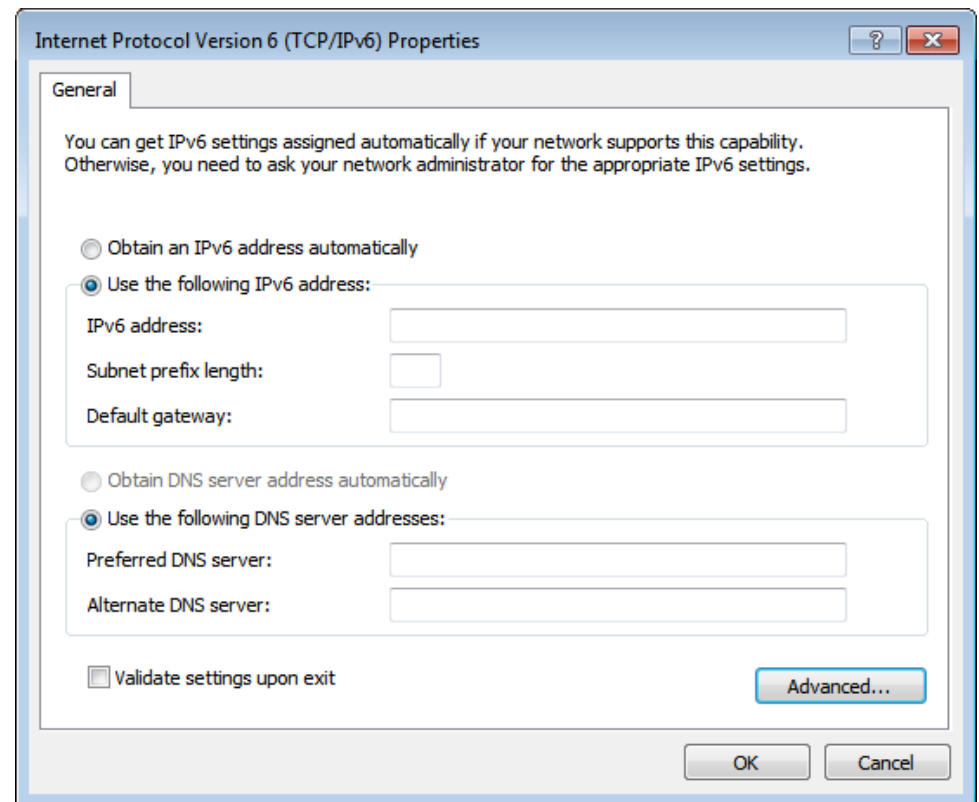 Internet Protocol Version 6 (TCP/IPv6) Properties
?
General
You can get IPv6 settings assigned automatically if your network supports this capability.
Otherwise, you need to ask your network administrator for the appropriate IPv6 settings.
Obtain an IPv6 address automatically
Use the following IPv6 address:
IPv6 address:
Subnet prefix length:
Default gateway:
Obtain DNS server address automatically
Use the following DNS server addresses:
Preferred DNS server:
Alternate DNS server:
Validate settings upon exit
Advanced...
OK Cancel